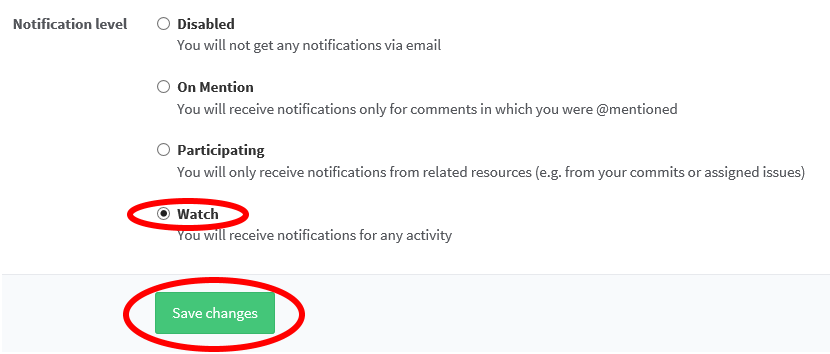 Notification level
Disabled
You will not get any notifications via email
On Mention
You will receive notifications only for comments in which you were @mentioned
Participating
You will only receive notifications from related resources (e.g. from your commits or assigned issues)
Watch
You will receive notifications for any activity
Save changes